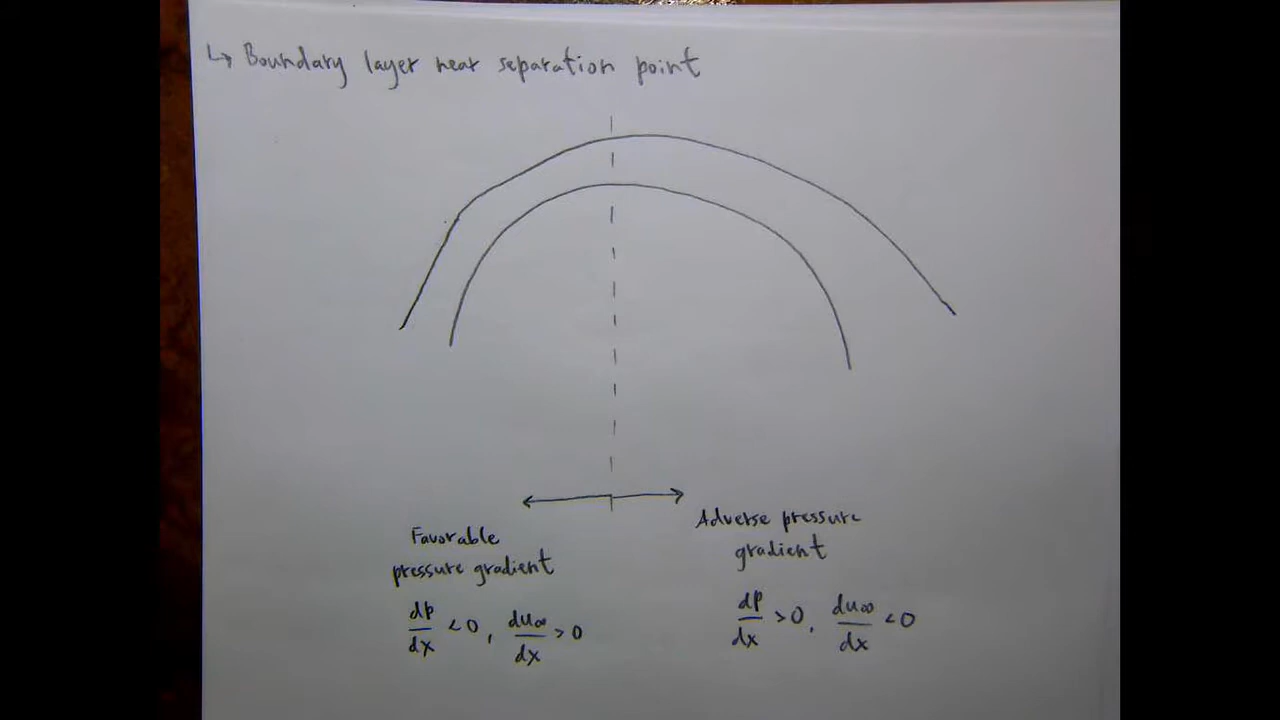 ↳ Boundary layer near separation point
Favorable
pressure gradient
dp/dx < 0, du∞/dx > 0
Adverse pressure
gradient
dp/dx > 0, du∞/dx < 0